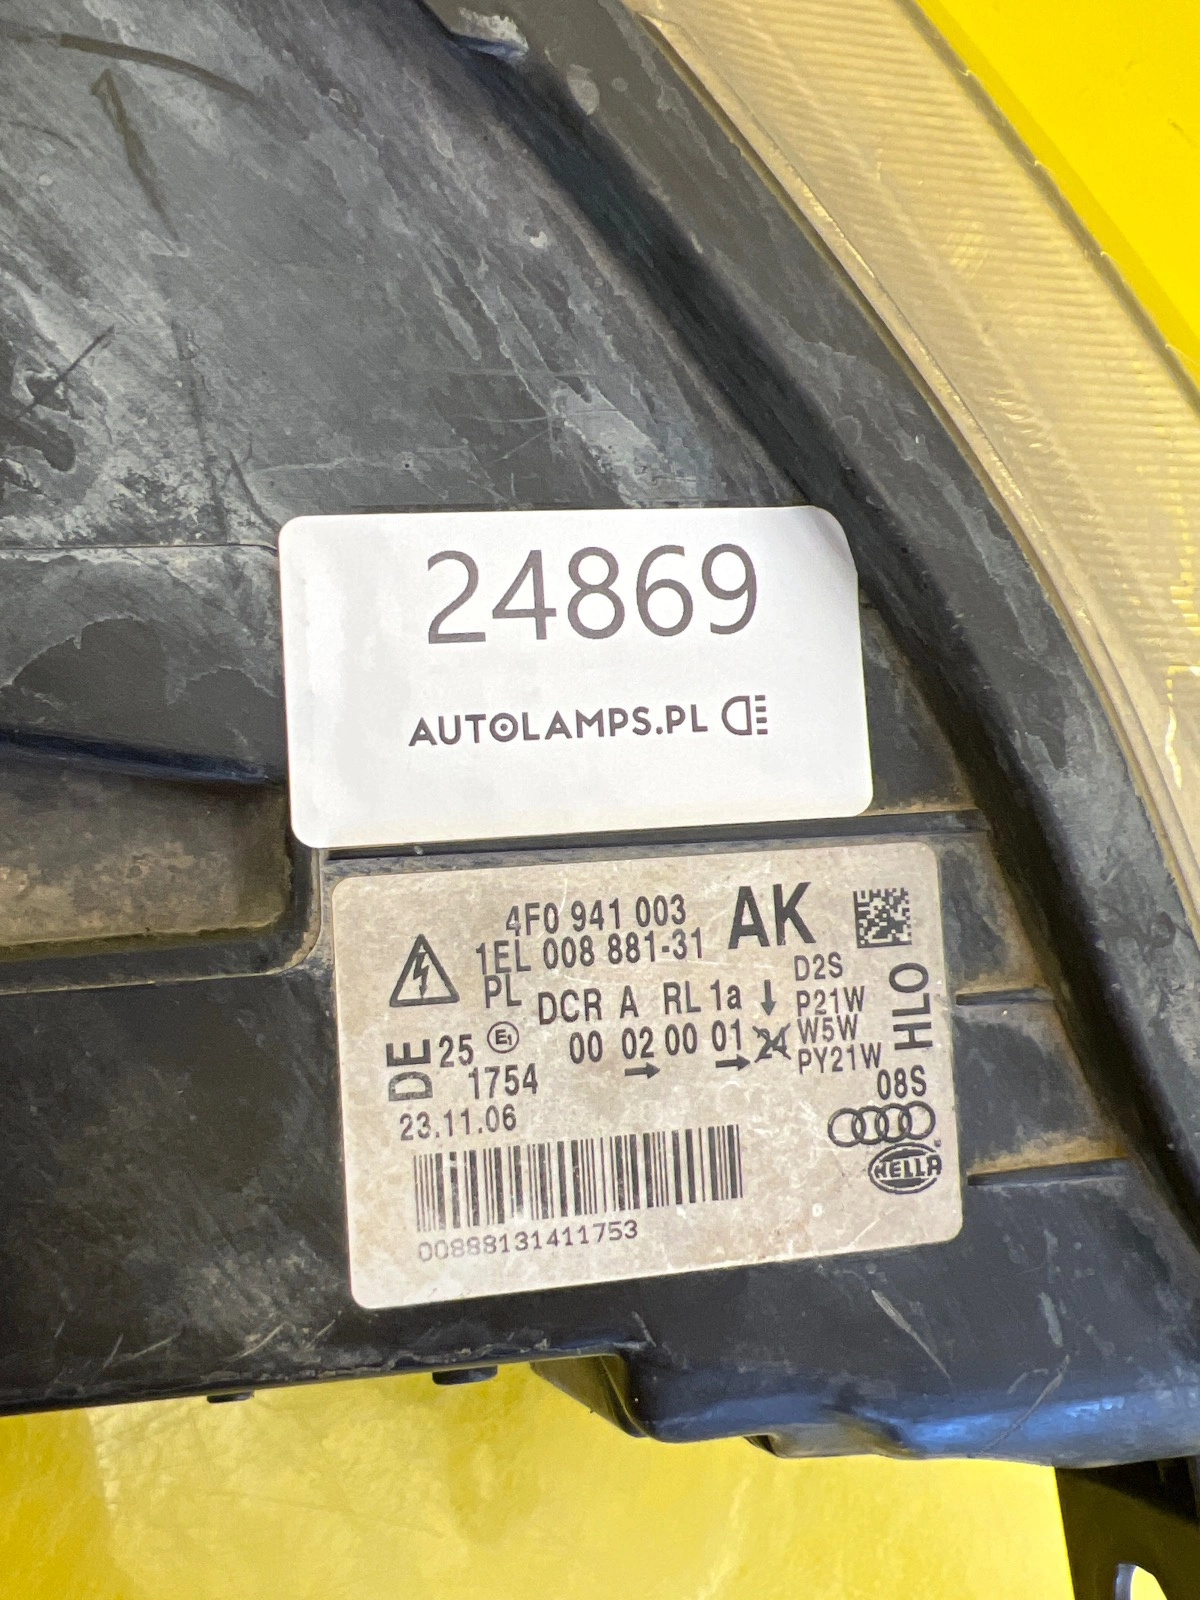 24869
AUTOLAMPS.PL
4F0 941 003 AK
1EL 008 881-31
PL DCR A RL 1a ↓ D2S
P21W
DE 25 E1 00 02 00 01 24 W5W
→ → PY21W
1754
HLO
08S
23.11.06
HELLA
00888131411753